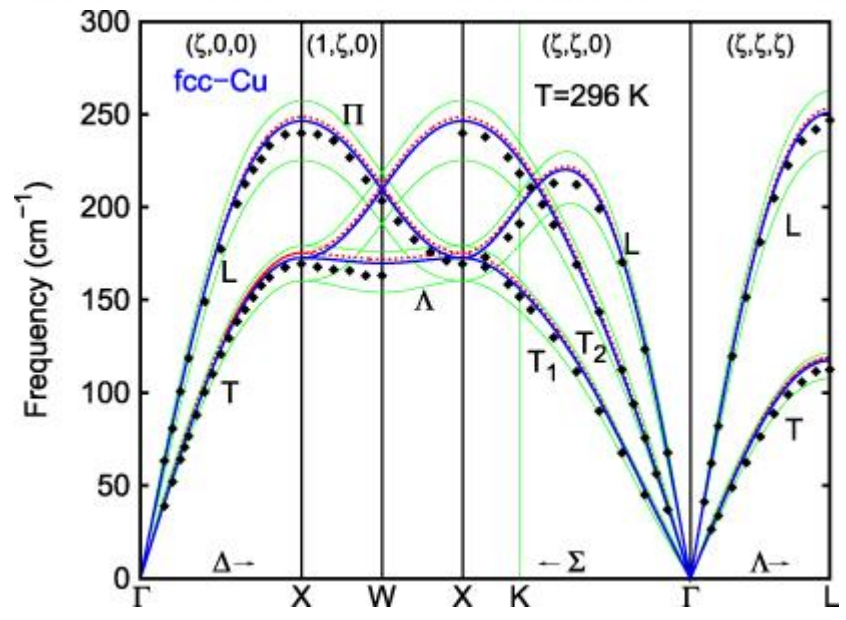 300
(ζ,0,0) (1,ζ,0) (ζ,ζ,0) (ζ,ζ,ζ)
fcc−Cu T=296 K
250
Π
200
L L L
150
Λ
T₁ T₂
100
T T
50
Δ→ ←Σ Λ→
0
Γ X W X K Γ L
Frequency (cm⁻¹)